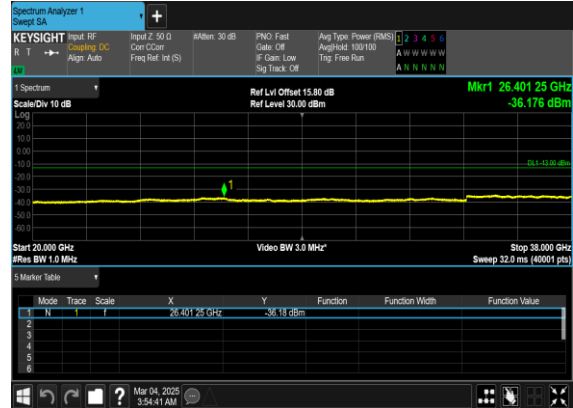 Spectrum Analyzer 1
Swept SA
KEYSIGHT Input: RF Input Z: 50 Ω #Atten: 30 dB PNO: Fast Avg Type: Power (RMS) 1 2 3 4 5 6
R T Coupling: DC Corr CCorr Gate: Off Avg|Hold: 100/100 A W W W W W
Align: Auto Freq Ref: Int (S) IF Gain: Low Trig: Free Run
Sig Track: Off A N N N N N
1 Spectrum Ref Lvl Offset 15.80 dB Mkr1 26.401 25 GHz
Scale/Div 10 dB Ref Level 30.00 dBm -36.176 dBm
Log
20.0
10.0
0.00
-10.0 DL1 -13.00 dBm
-20.0
-30.0 1
-40.0
-50.0
-60.0
Start 20.000 GHz Video BW 3.0 MHz* Stop 38.000 GHz
#Res BW 1.0 MHz Sweep 32.0 ms (40001 pts)
5 Marker Table
Mode Trace Scale X Y Function Function Width Function Value
1 N 1 f 26.401 25 GHz -36.18 dBm
2
3
4
5
6
? Mar 04, 2025
3:54:41 AM